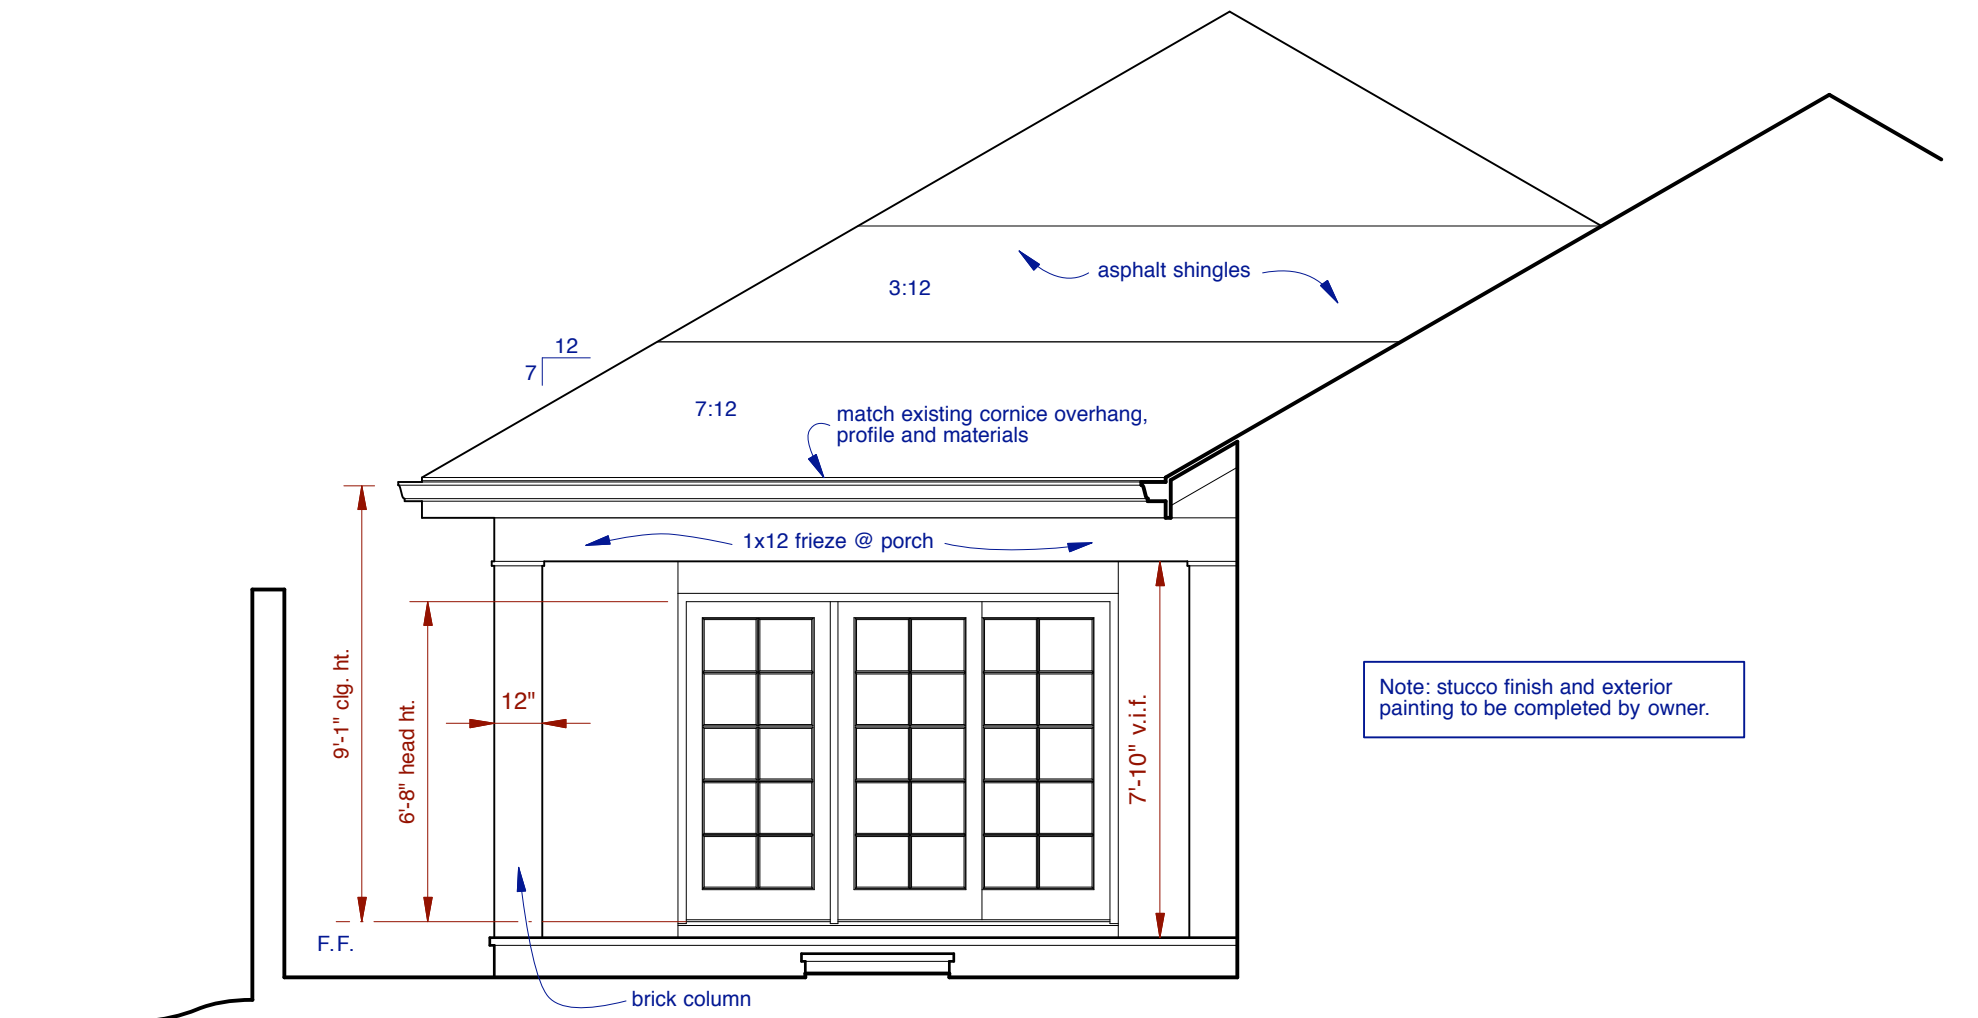 asphalt shingles
3:12
12
7
7:12
match existing cornice overhang,
profile and materials
1x12 frieze @ porch
9'-1" clg. ht.
6'-8" head ht.
12"
7'-10" v.i.f.
Note: stucco finish and exterior
painting to be completed by owner.
F.F.
brick column